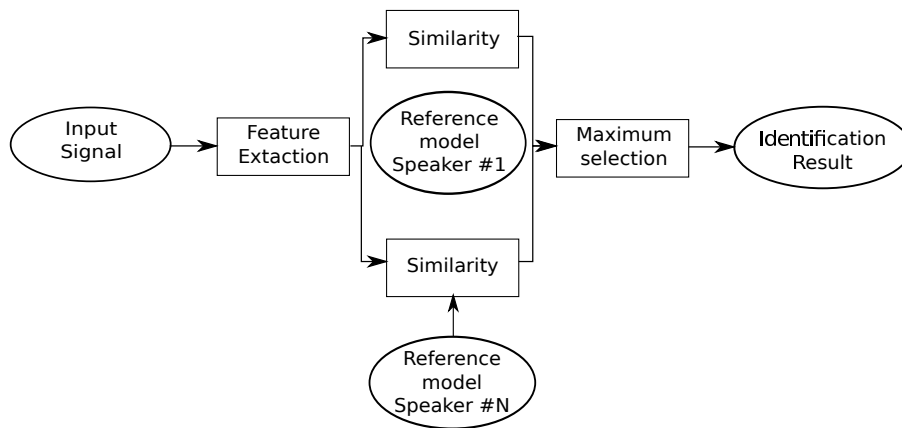 Similarity
Input
Signal
Feature
Extaction
Reference
model
Speaker #1
Maximum
selection
Identification
Result
Similarity
Reference
model
Speaker #N